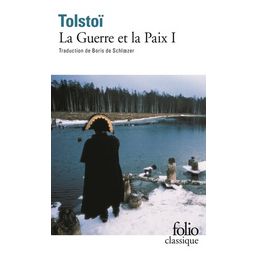 Tolstoï
La Guerre et la Paix I
Traduction de Boris de Schlœzer
folio
classique